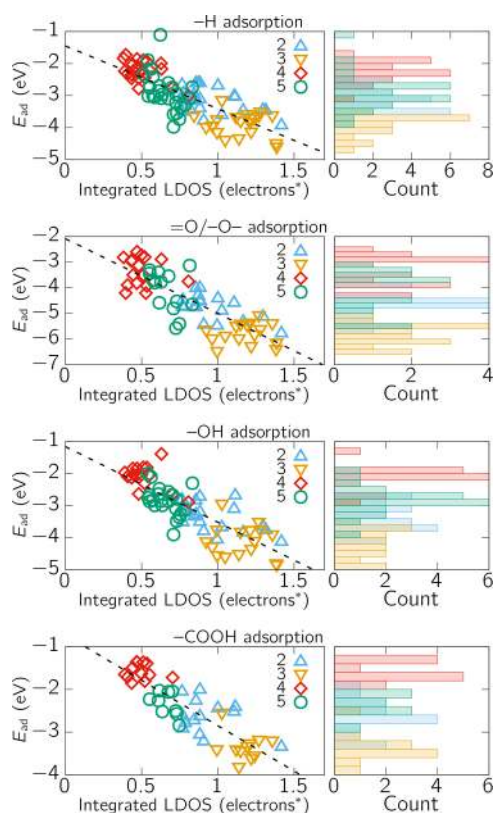 −H adsorption
−1
−2
−3
−4
−5
E_ad (eV)
2
3
4
5
0 0.5 1 1.5
Integrated LDOS (electrons*)
0 2 4 6 8
Count
=O/−O− adsorption
−2
−3
−4
−5
−6
−7
E_ad (eV)
2
3
4
5
0 0.5 1 1.5
Integrated LDOS (electrons*)
0 1 2 3 4
Count
−OH adsorption
−1
−2
−3
−4
−5
E_ad (eV)
2
3
4
5
0 0.5 1 1.5
Integrated LDOS (electrons*)
0 2 4 6
Count
−COOH adsorption
−1
−2
−3
−4
E_ad (eV)
2
3
4
5
0 0.5 1 1.5
Integrated LDOS (electrons*)
0 1 2 3 4 5 6
Count